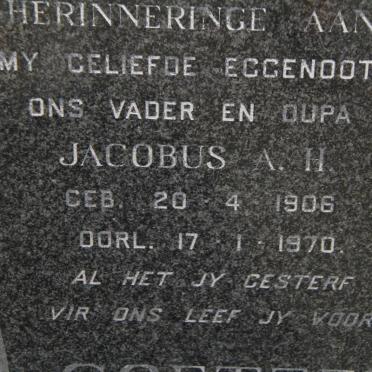 HERINNERINGE AAN
MY GELIEFDE EGGENOOT
ONS VADER EN OUPA
JACOBUS A. H.
GEB. 20 - 4 - 1906
OORL. 17 - 1 - 1970.
AL HET JY GESTERF
VIR ONS LEEF JY VOOR